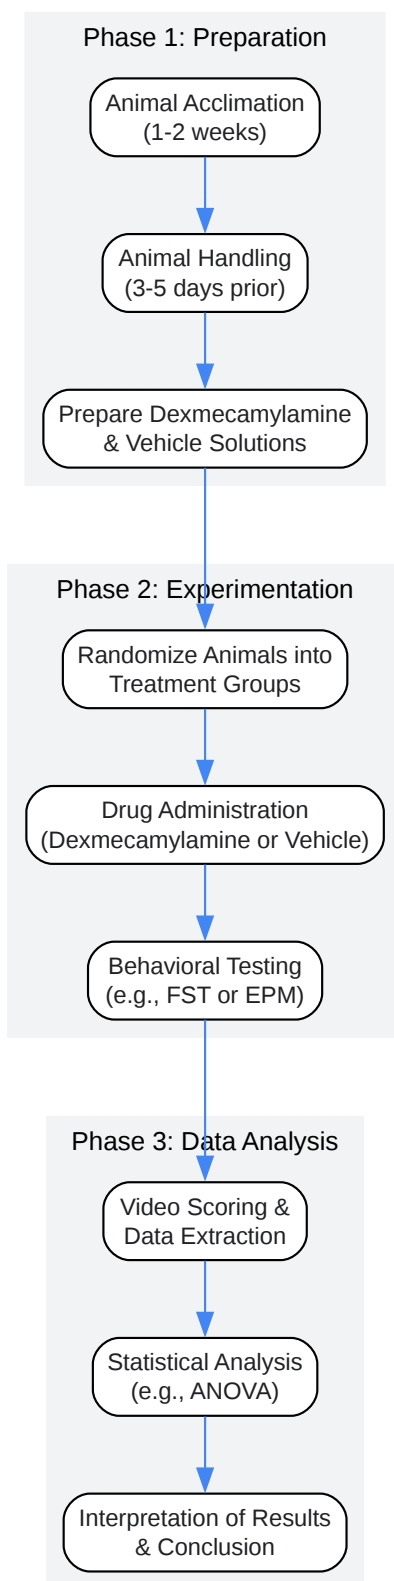 Phase 1: Preparation
Animal Acclimation
(1-2 weeks)
Animal Handling
(3-5 days prior)
Prepare Dexmecamylamine
& Vehicle Solutions
Phase 2: Experimentation
Randomize Animals into
Treatment Groups
Drug Administration
(Dexmecamylamine or Vehicle)
Behavioral Testing
(e.g., FST or EPM)
Phase 3: Data Analysis
Video Scoring &
Data Extraction
Statistical Analysis
(e.g., ANOVA)
Interpretation of Results
& Conclusion